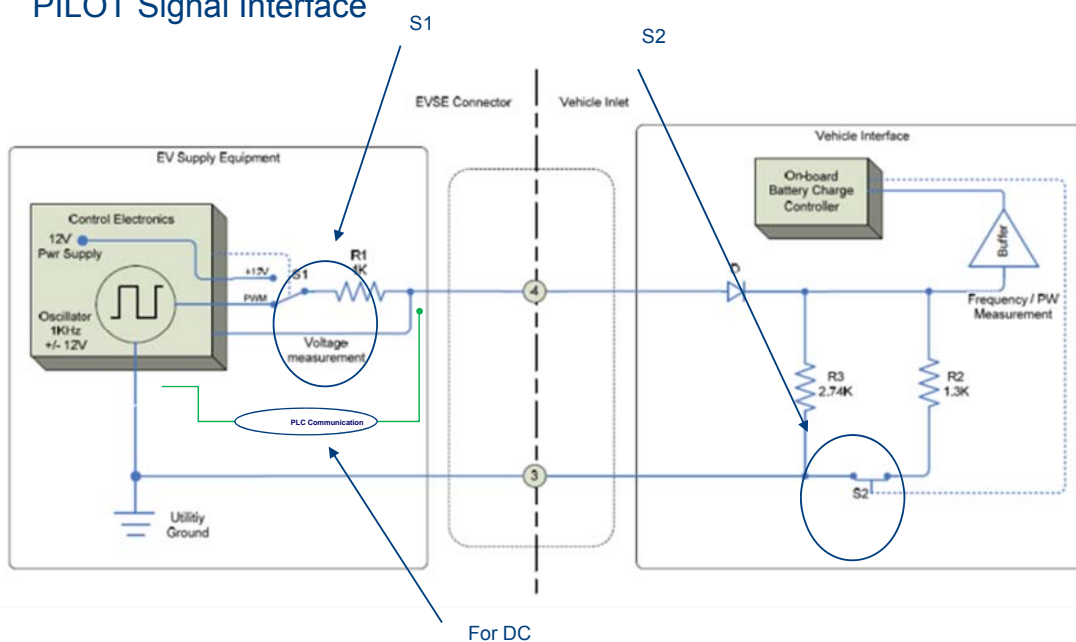 PILOT Signal Interface
S1
S2
EVSE Connector
Vehicle Inlet
EV Supply Equipment
Control Electronics
12V
Pwr Supply
+12V
S1
R1
1K
PWM
Oscillator
1KHz
+/- 12V
Voltage
measurement
PLC Communication
Utilitiy
Ground
4
3
Vehicle Interface
On-board
Battery Charge
Controller
Buffer
D
Frequency / PW
Measurement
R3
2.74K
R2
1.3K
S2
For DC